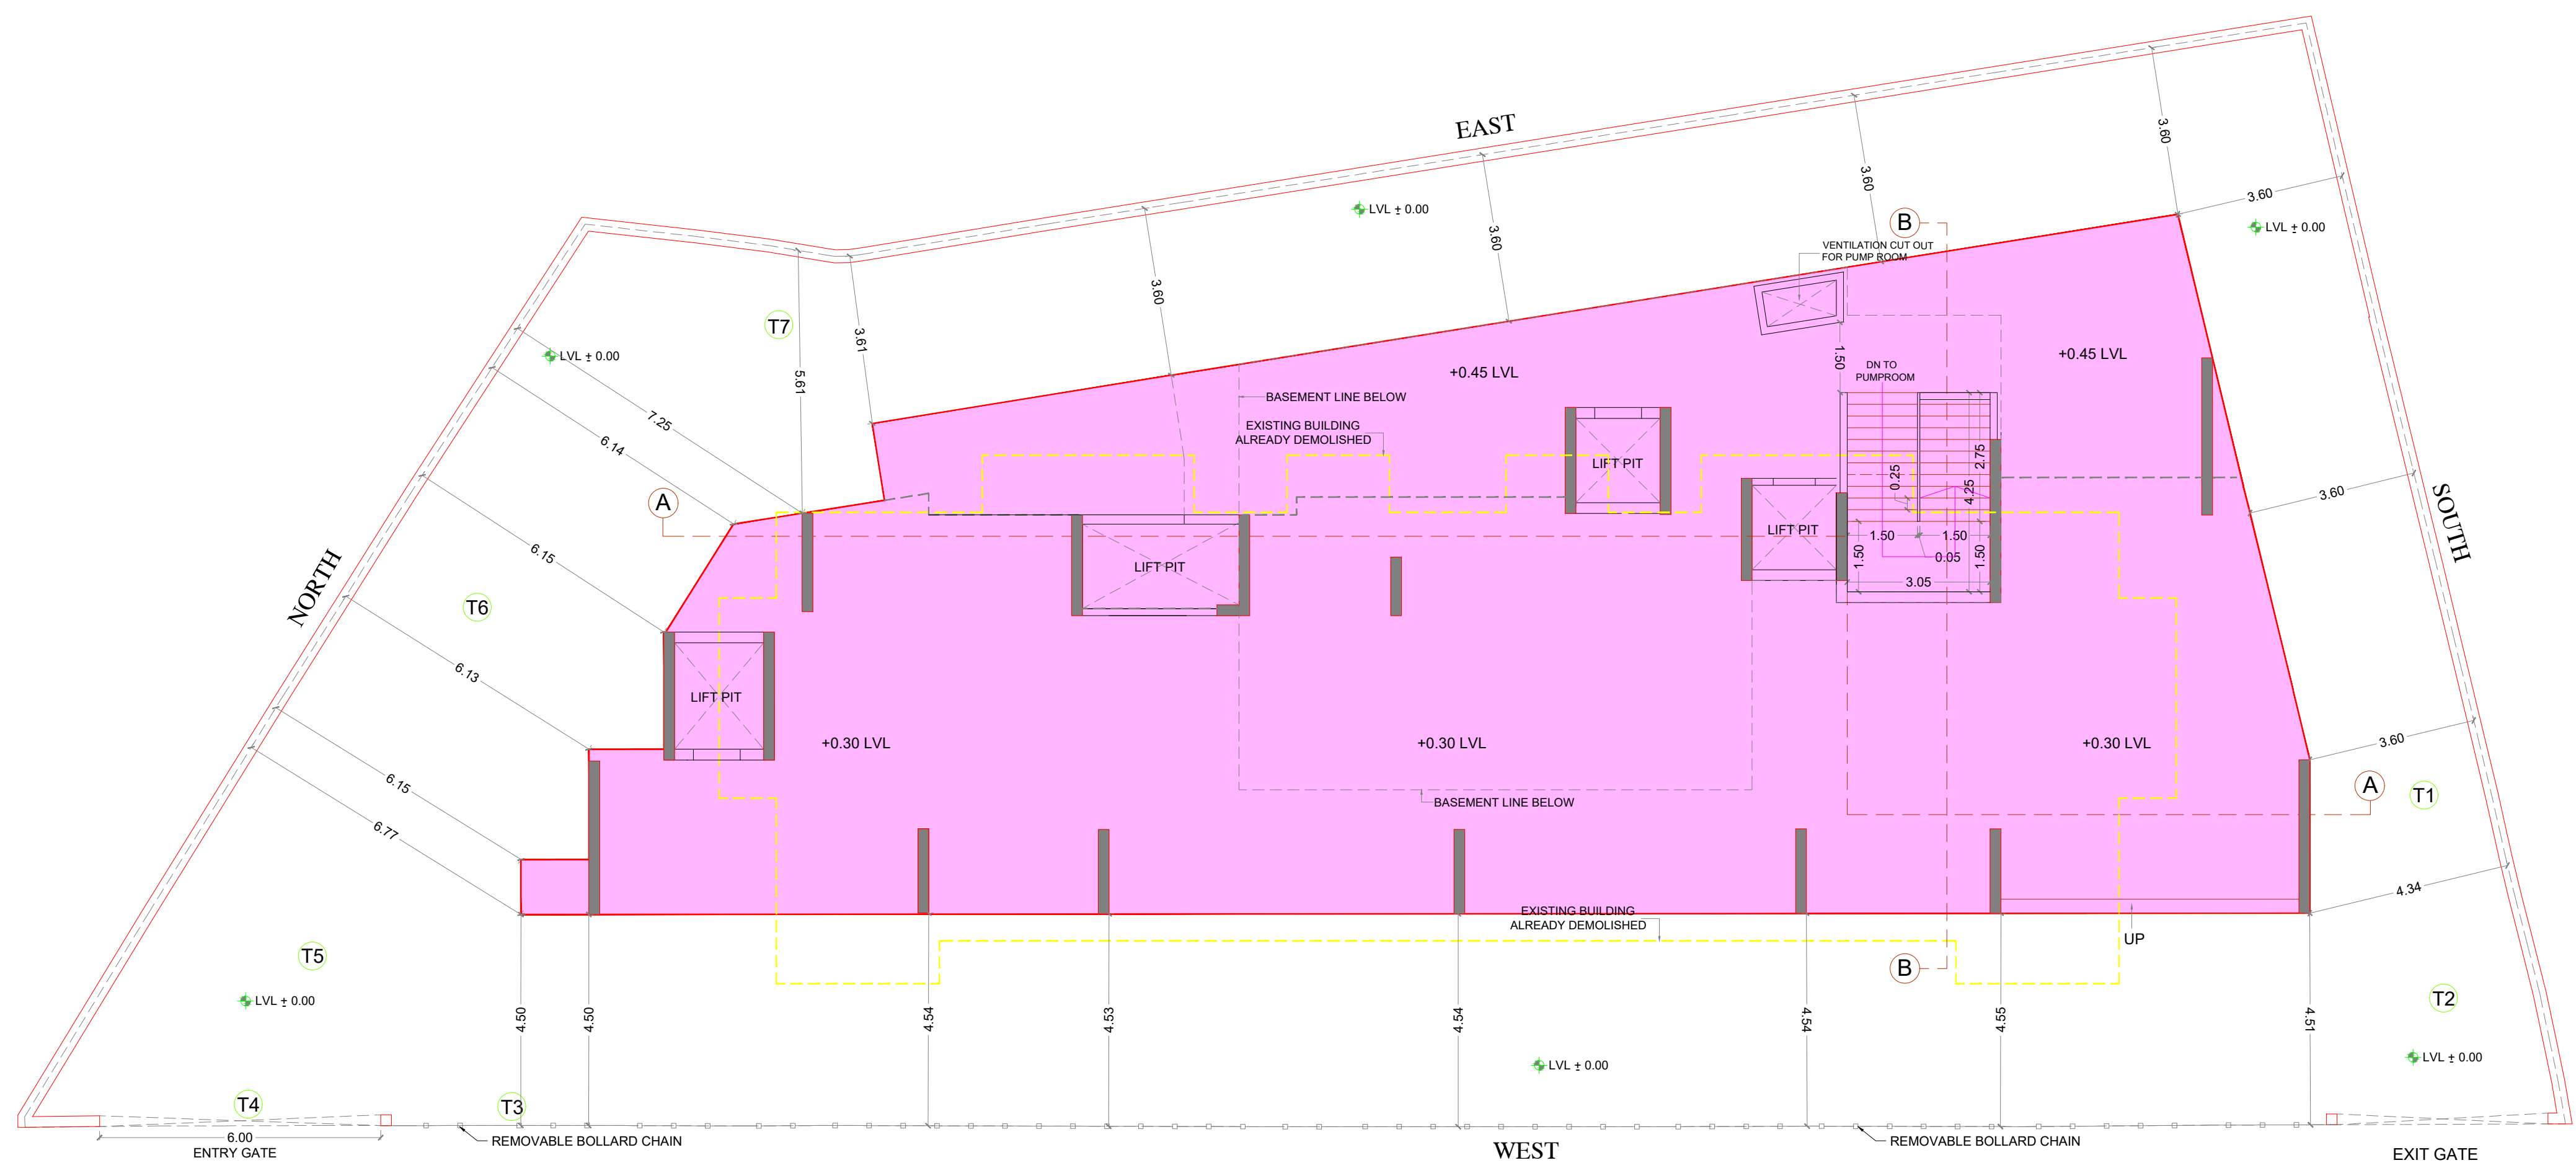 EAST
3.60
3.60
3.60
3.60
3.60
3.61
LVL ± 0.00
LVL ± 0.00
B
VENTILATION CUT OUT
FOR PUMP ROOM
T7
LVL ± 0.00
5.61
7.25
6.14
+0.45 LVL
+0.45 LVL
1.50
DN TO
PUMPROOM
BASEMENT LINE BELOW
EXISTING BUILDING
ALREADY DEMOLISHED
LIFT PIT
0.25
2.75
4.25
3.60
SOUTH
A
6.15
LIFT PIT
1.50
1.50
0.05
1.50
1.50
3.05
LIFT PIT
NORTH
T6
6.13
LIFT PIT
+0.30 LVL
+0.30 LVL
+0.30 LVL
3.60
A
T1
6.15
6.77
BASEMENT LINE BELOW
4.34
EXISTING BUILDING
ALREADY DEMOLISHED
UP
T5
B
LVL ± 0.00
T2
4.50
4.50
4.54
4.53
4.54
4.54
4.55
4.51
LVL ± 0.00
LVL ± 0.00
T4
T3
6.00
ENTRY GATE
REMOVABLE BOLLARD CHAIN
WEST
REMOVABLE BOLLARD CHAIN
EXIT GATE